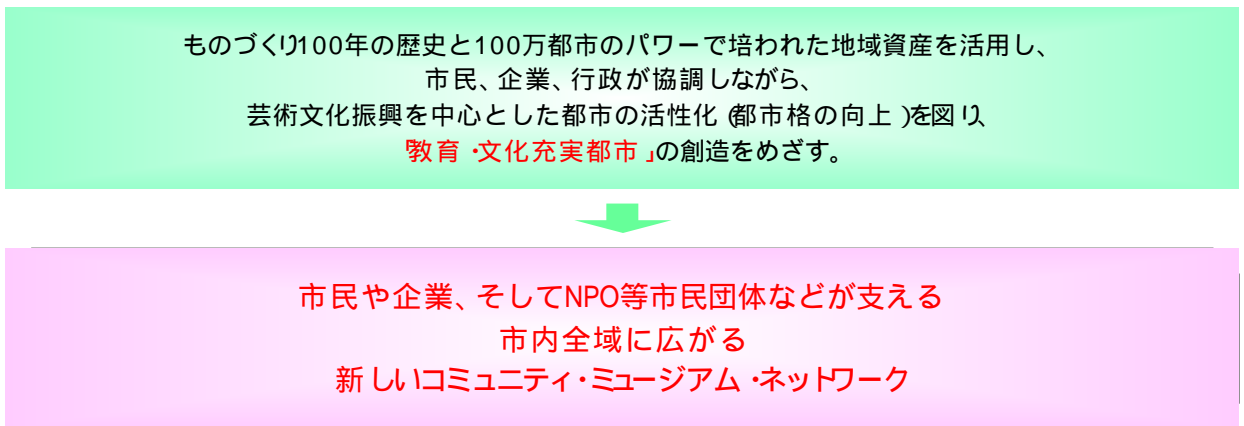 ものづくり100年の歴史と100万都市のパワーで培われた地域資産を活用し、
市民、企業、行政が協調しながら、
芸術文化振興を中心とした都市の活性化(都市格の向上)を図り、
「教育・文化充実都市」の創造をめざす。
市民や企業、そしてNPO等市民団体などが支える
市内全域に広がる
新しいコミュニティ・ミュージアム・ネットワーク